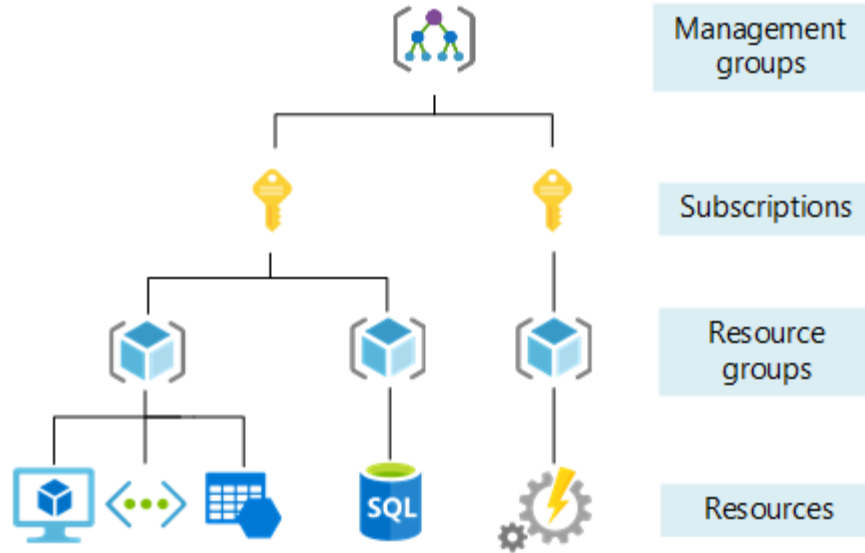 Management
groups
Subscriptions
Resource
groups
SQL
Resources